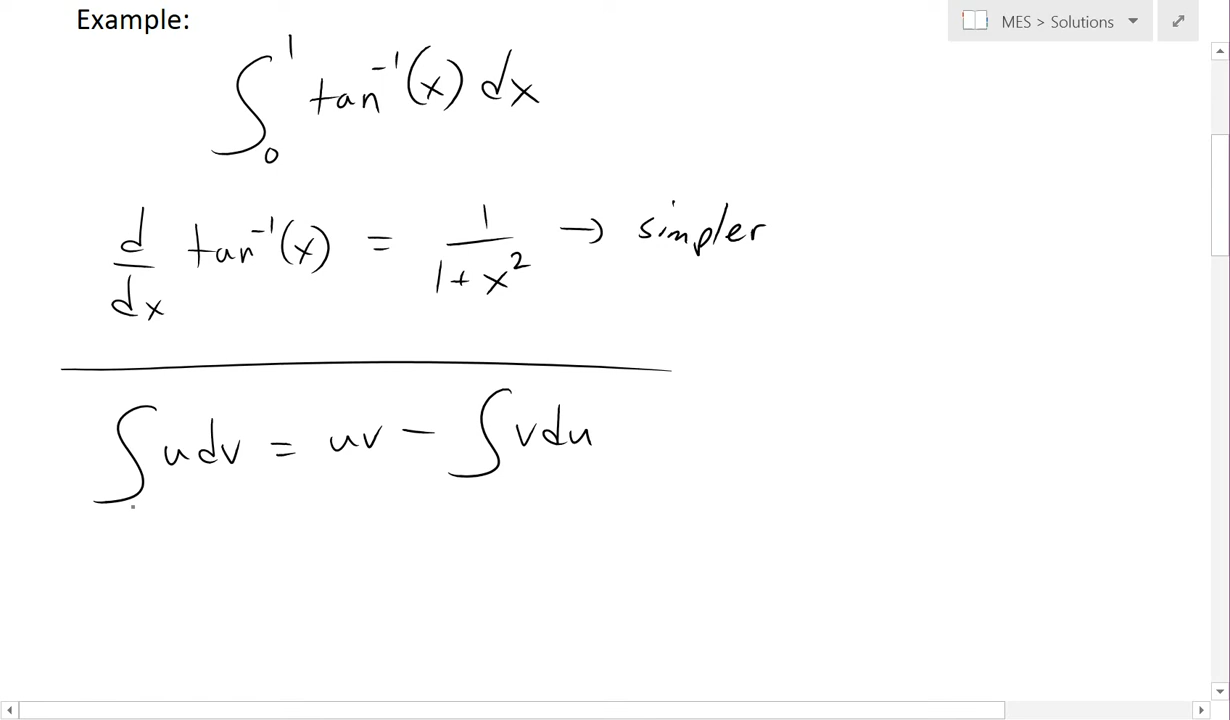 Example:
MES > Solutions
∫₀¹ tan⁻¹(x) dx
d/dx tan⁻¹(x) = 1/(1+x²) → simpler
∫ u dv = uv − ∫ v du